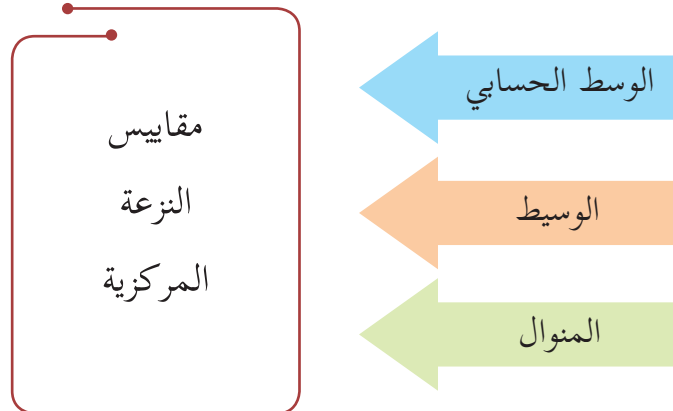 الوسط الحسابي
الوسيط
المنوال
مقاييس
النزعة
المركزية